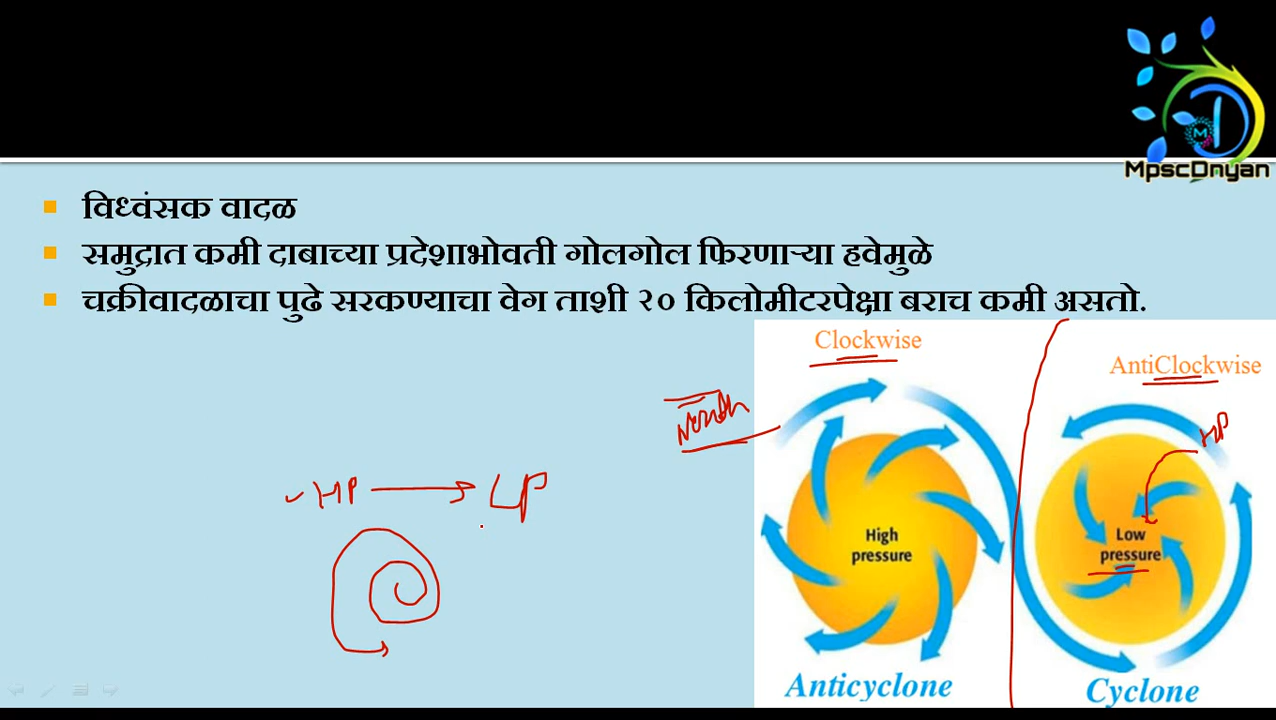 MpscDnyan
विध्वंसक वादळ
समुद्रात कमी दाबाच्या प्रदेशाभोवती गोलगोल फिरणाऱ्या हवेमुळे
चक्रीवादळाचा पुढे सरकण्याचा वेग ताशी २० किलोमीटरपेक्षा बराच कमी असतो.
Clockwise
AntiClockwise
North
HP
HP → LP
High
pressure
Low
pressure
Anticyclone
Cyclone